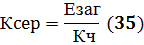 Ксер = Езаг / Кч (35)